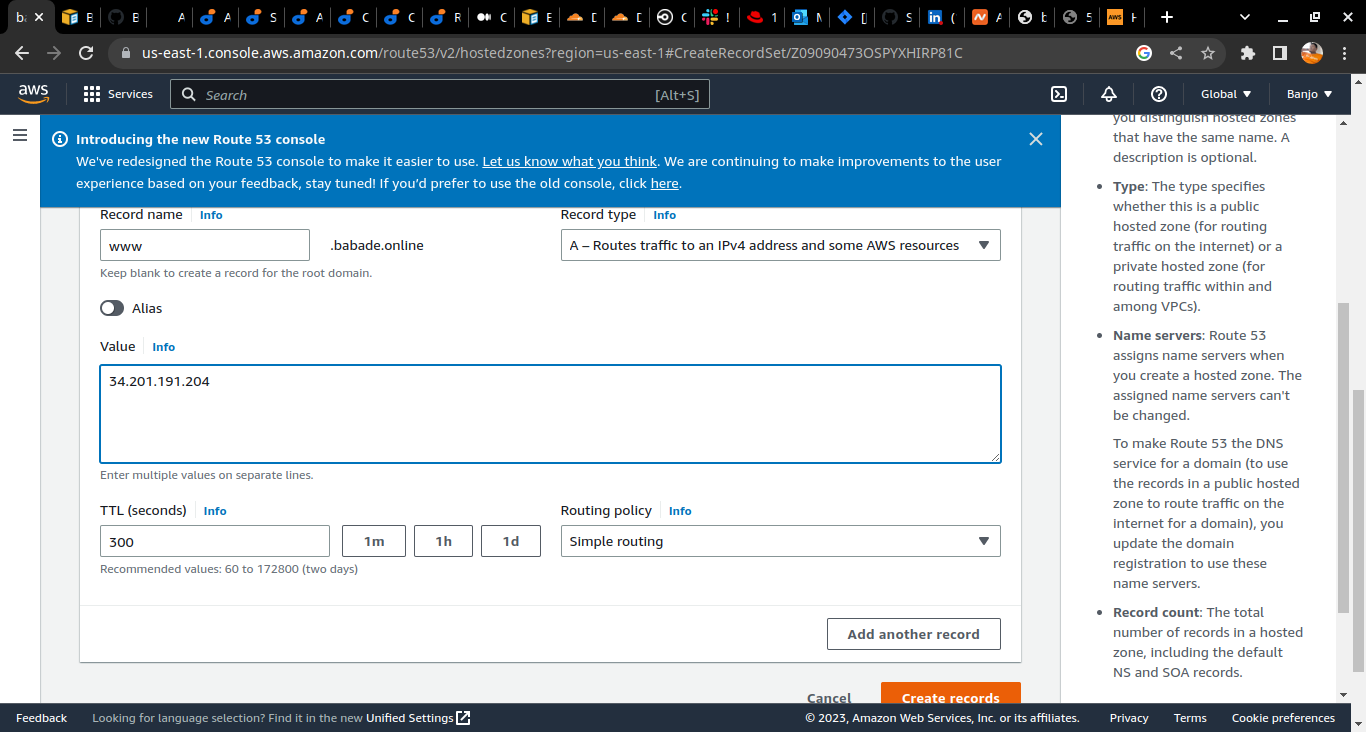 us-east-1.console.aws.amazon.com/route53/v2/hostedzones?region=us-east-1#CreateRecordSet/Z09090473OSPYXHIRP81C
aws
Services
Search
[Alt+S]
Global
Banjo
Introducing the new Route 53 console
We've redesigned the Route 53 console to make it easier to use. Let us know what you think. We are continuing to make improvements to the user
experience based on your feedback, stay tuned! If you'd prefer to use the old console, click here.
Record name Info
www
.babade.online
Keep blank to create a record for the root domain.
Record type Info
A – Routes traffic to an IPv4 address and some AWS resources
Alias
Value Info
34.201.191.204
Enter multiple values on separate lines.
TTL (seconds) Info
300
1m
1h
1d
Recommended values: 60 to 172800 (two days)
Routing policy Info
Simple routing
Add another record
Cancel
Create records
you distinguish hosted zones
that have the same name. A
description is optional.
• Type: The type specifies
whether this is a public
hosted zone (for routing
traffic on the internet) or a
private hosted zone (for
routing traffic within and
among VPCs).
• Name servers: Route 53
assigns name servers when
you create a hosted zone. The
assigned name servers can't
be changed.
To make Route 53 the DNS
service for a domain (to use
the records in a public hosted
zone to route traffic on the
internet for a domain), you
update the domain
registration to use these
name servers.
• Record count: The total
number of records in a hosted
zone, including the default
NS and SOA records.
Feedback
Looking for language selection? Find it in the new Unified Settings
© 2023, Amazon Web Services, Inc. or its affiliates.
Privacy
Terms
Cookie preferences